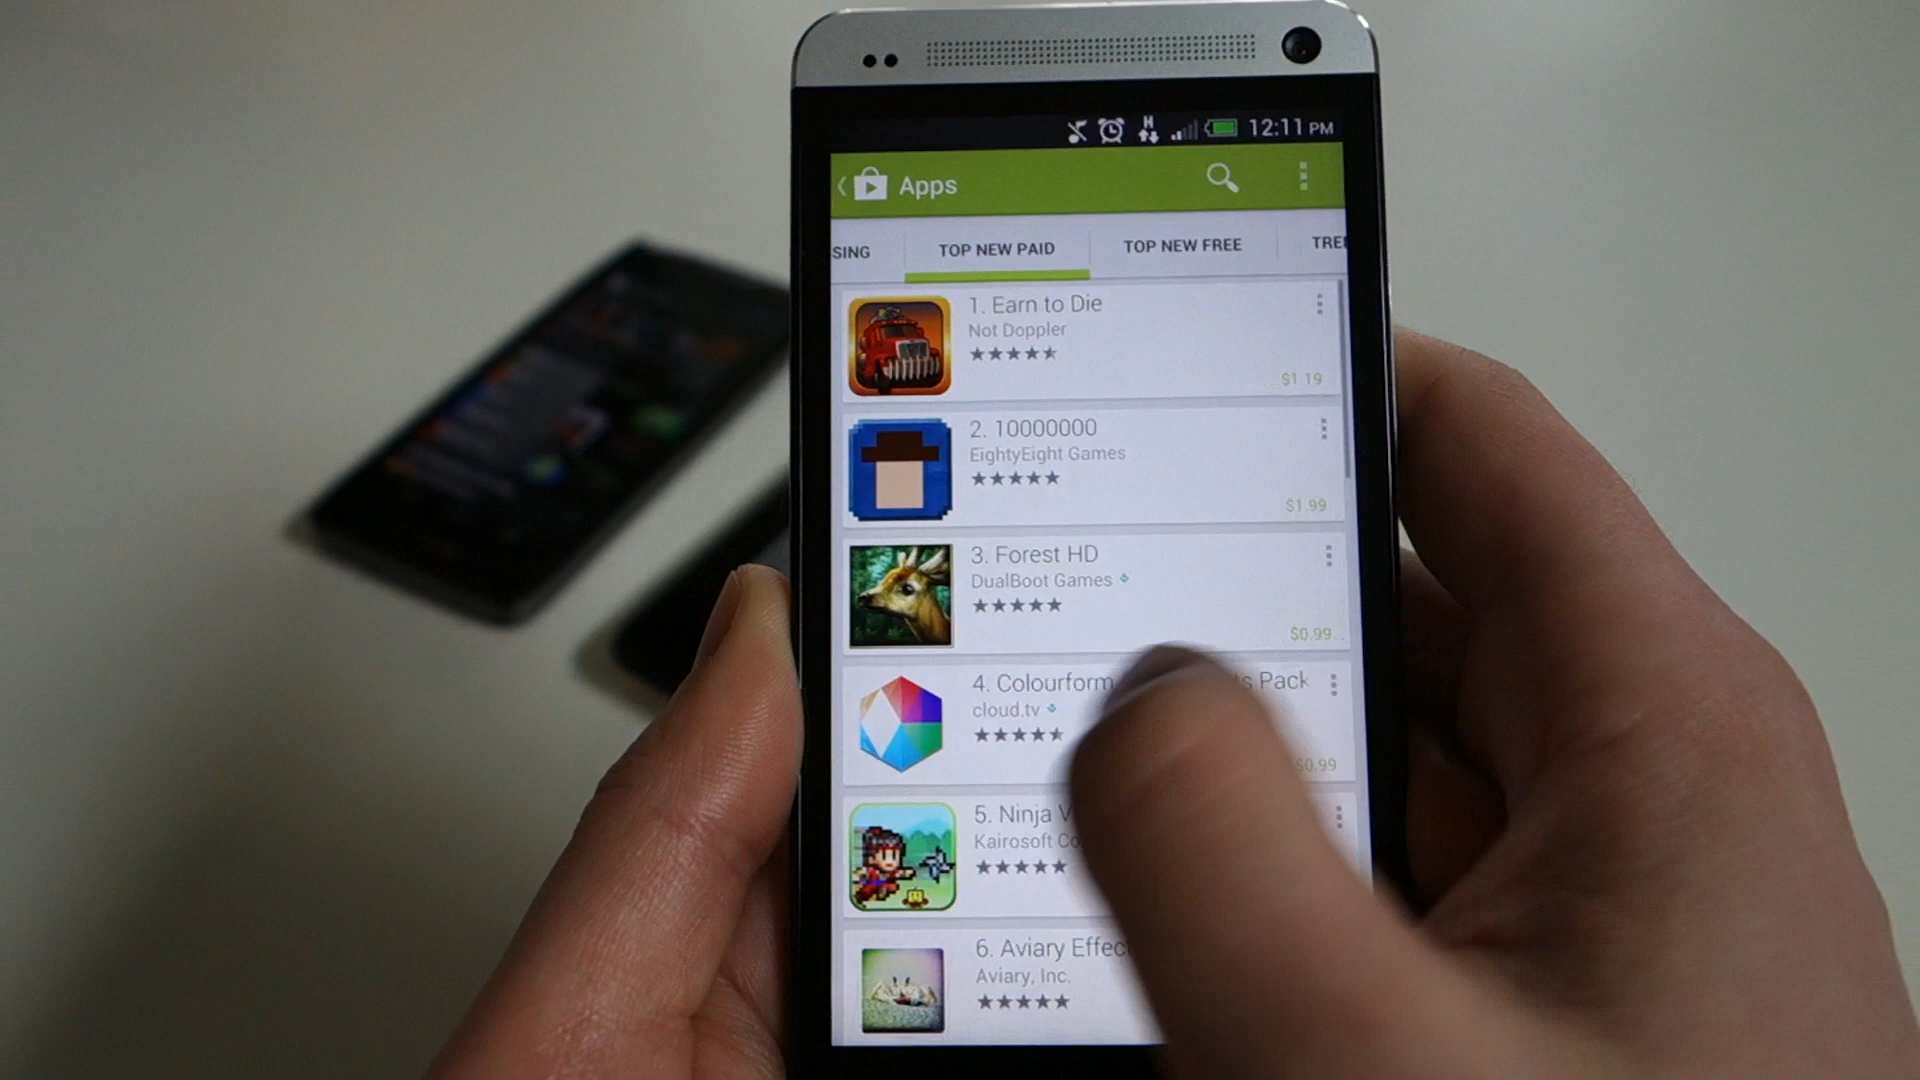 H
12:11 PM
Apps
SING
TOP NEW PAID
TOP NEW FREE
TRE
1. Earn to Die
Not Doppler
$1.19
2. 10000000
EightyEight Games
$1.99
3. Forest HD
DualBoot Games
$0.99
4. Colourform s Pack
cloud.tv
$0.99
5. Ninja
Kairosoft Co
6. Aviary Effec
Aviary, Inc.